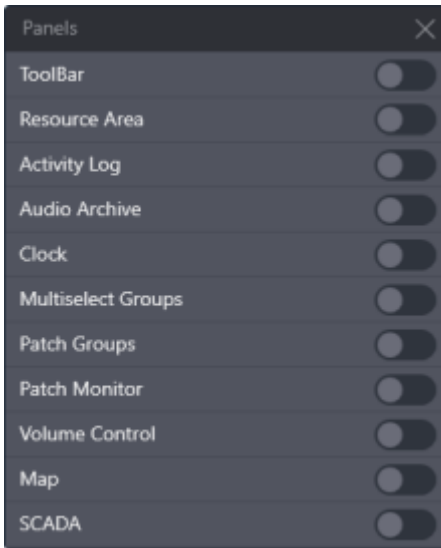 Panels
ToolBar
Resource Area
Activity Log
Audio Archive
Clock
Multiselect Groups
Patch Groups
Patch Monitor
Volume Control
Map
SCADA